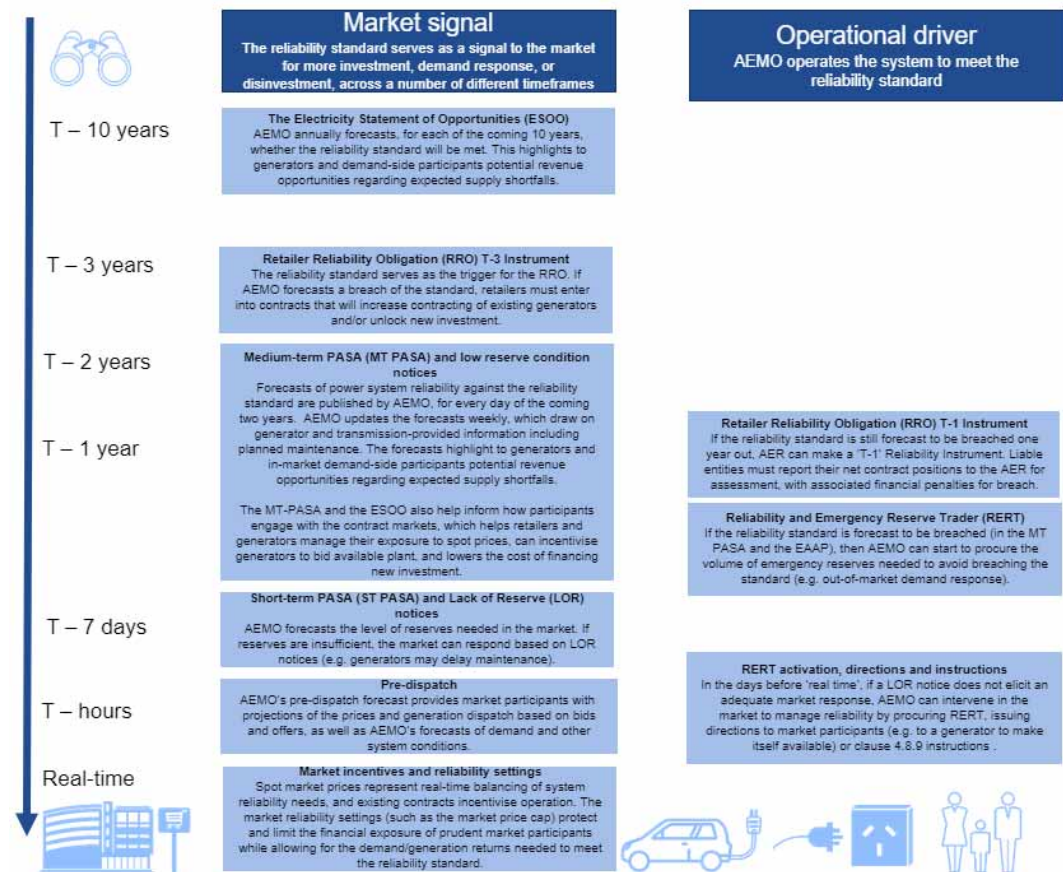 Market signal
The reliability standard serves as a signal to the market
for more investment, demand response, or
disinvestment, across a number of different timeframes
Operational driver
AEMO operates the system to meet the
reliability standard
T – 10 years
The Electricity Statement of Opportunities (ESOO)
AEMO annually forecasts, for each of the coming 10 years,
whether the reliability standard will be met. This highlights to
generators and demand-side participants potential revenue
opportunities regarding expected supply shortfalls.
T – 3 years
Retailer Reliability Obligation (RRO) T-3 Instrument
The reliability standard serves as the trigger for the RRO. If
AEMO forecasts a breach of the standard, retailers must enter
into contracts that will increase contracting of existing generators
and/or unlock new investment.
T – 2 years
Medium-term PASA (MT PASA) and low reserve condition
notices
Forecasts of power system reliability against the reliability
standard are published by AEMO, for every day of the coming
two years.  AEMO updates the forecasts weekly, which draw on
generator and transmission-provided information including
planned maintenance. The forecasts highlight to generators and
in-market demand-side participants potential revenue
opportunities regarding expected supply shortfalls.
The MT-PASA and the ESOO also help inform how participants
engage with the contract markets, which helps retailers and
generators manage their exposure to spot prices, can incentivise
generators to bid available plant, and lowers the cost of financing
new investment.
T – 1 year
Retailer Reliability Obligation (RRO) T-1 Instrument
If the reliability standard is still forecast to be breached one
year out, AER can make a 'T-1' Reliability Instrument. Liable
entities must report their net contract positions to the AER for
assessment, with associated financial penalties for breach.
Reliability and Emergency Reserve Trader (RERT)
If the reliability standard is forecast to be breached (in the MT
PASA and the EAAP), then AEMO can start to procure the
volume of emergency reserves needed to avoid breaching the
standard (e.g. out-of-market demand response).
T – 7 days
Short-term PASA (ST PASA) and Lack of Reserve (LOR)
notices
AEMO forecasts the level of reserves needed in the market. If
reserves are insufficient, the market can respond based on LOR
notices (e.g. generators may delay maintenance).
T – hours
Pre-dispatch
AEMO's pre-dispatch forecast provides market participants with
projections of the prices and generation dispatch based on bids
and offers, as well as AEMO's forecasts of demand and other
system conditions.
RERT activation, directions and instructions
In the days before 'real time', if a LOR notice does not elicit an
adequate market response, AEMO can intervene in the
market to manage reliability by procuring RERT, issuing
directions to market participants (e.g. to a generator to make
itself available) or clause 4.8.9 instructions .
Real-time
Market incentives and reliability settings
Spot market prices represent real-time balancing of system
reliability needs, and existing contracts incentivise operation. The
market reliability settings (such as the market price cap) protect
and limit the financial exposure of prudent market participants
while allowing for the demand/generation returns needed to meet
the reliability standard.